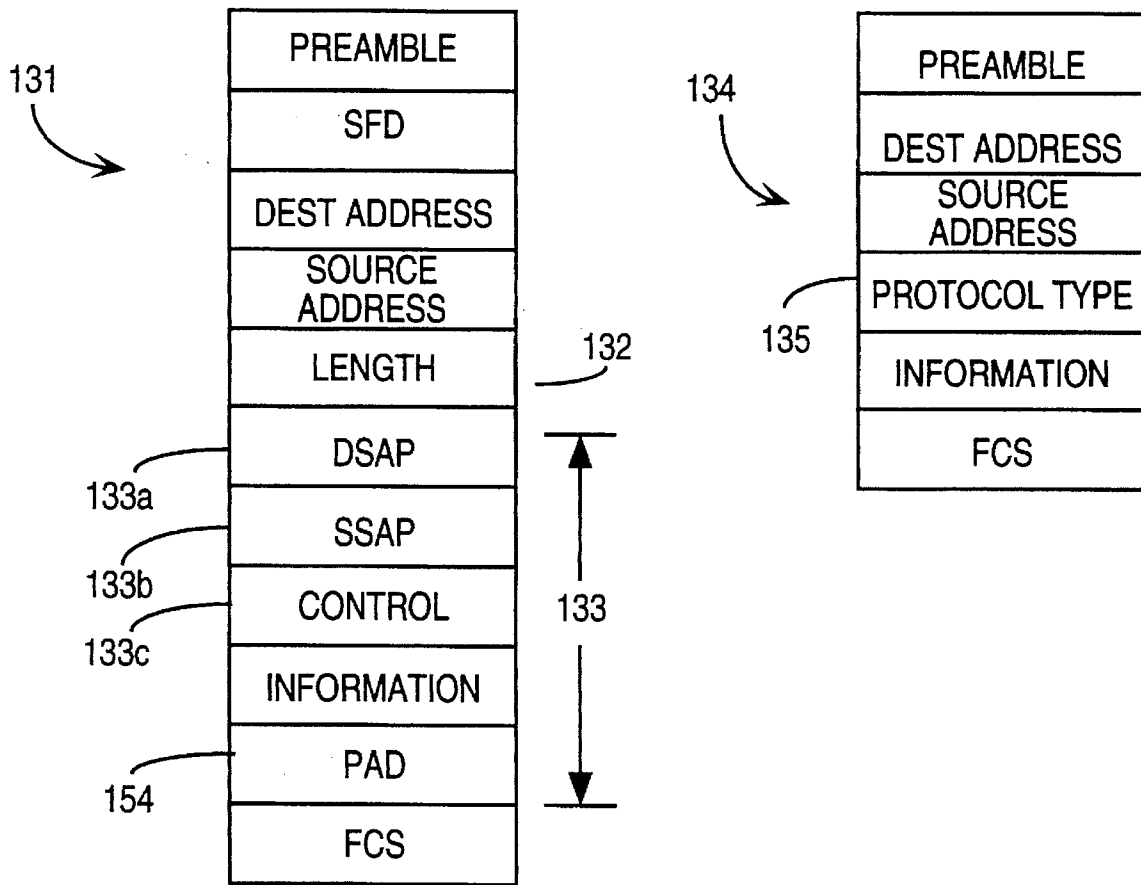 131
PREAMBLE
SFD
DEST ADDRESS
SOURCE
ADDRESS
LENGTH
132
DSAP
133a
SSAP
133b
CONTROL
133c
133
INFORMATION
PAD
154
FCS
134
PREAMBLE
DEST ADDRESS
SOURCE
ADDRESS
PROTOCOL TYPE
135
INFORMATION
FCS